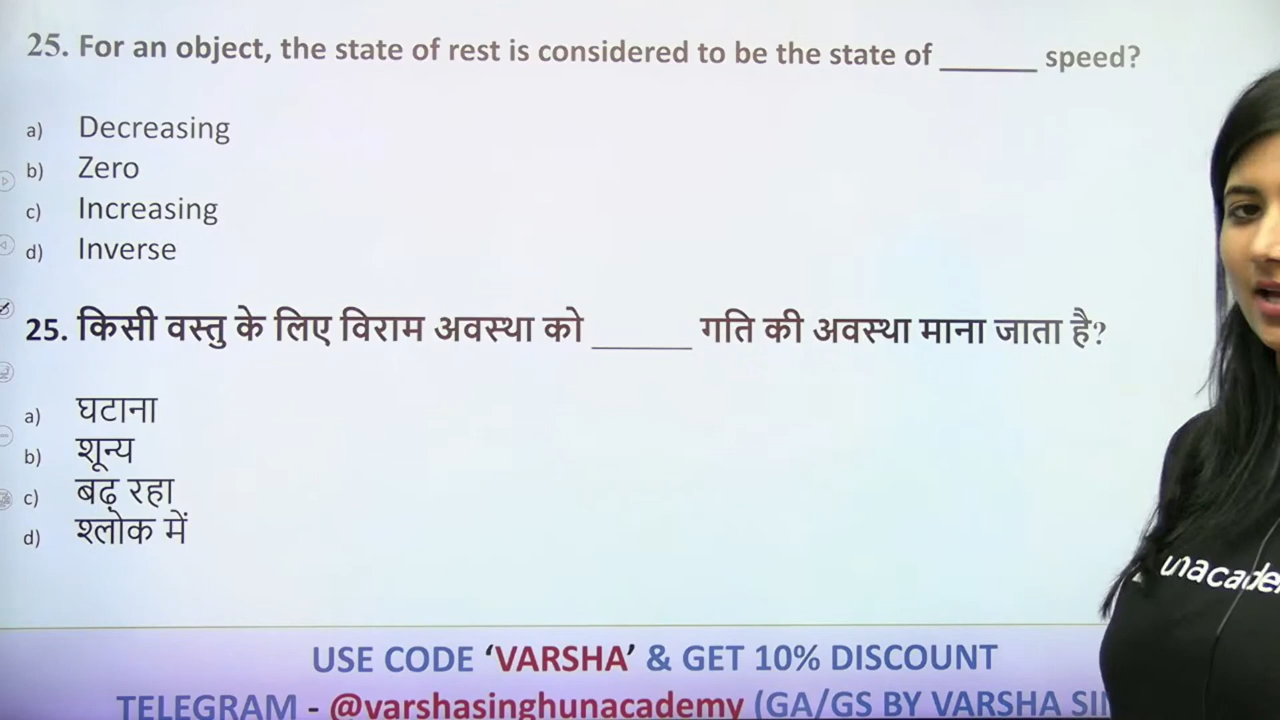 25. For an object, the state of rest is considered to be the state of ______ speed?
a) Decreasing
b) Zero
c) Increasing
d) Inverse
25. किसी वस्तु के लिए विराम अवस्था को ______ गति की अवस्था माना जाता है?
a) घटाना
b) शून्य
c) बढ़ रहा
d) श्लोक में
unacade
USE CODE ‘VARSHA’ & GET 10% DISCOUNT
TELEGRAM - @varshasinghunacademy (GA/GS BY VARSHA SI